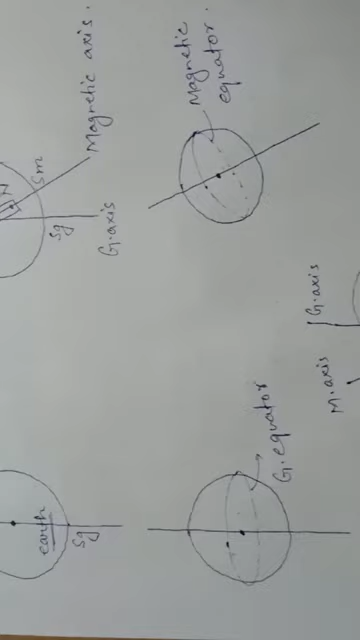 earth
Sg
G. equator
M. axis
G. axis
N
Sm
Sg
Magnetic axis.
G. axis
Magnetic
equator.